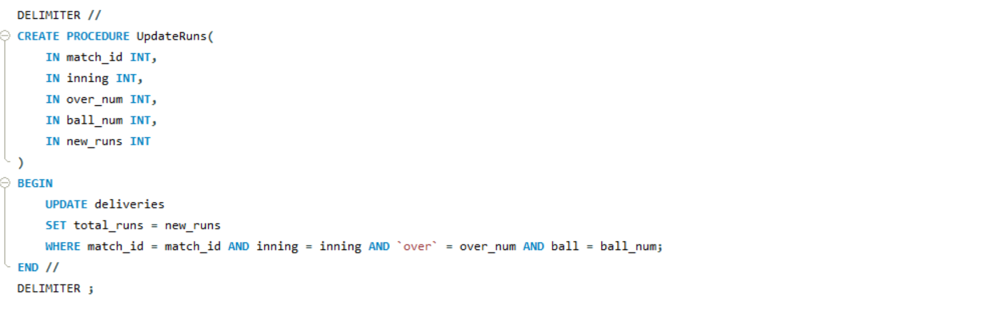 DELIMITER //
CREATE PROCEDURE UpdateRuns(
    IN match_id INT,
    IN inning INT,
    IN over_num INT,
    IN ball_num INT,
    IN new_runs INT
)
BEGIN
    UPDATE deliveries
    SET total_runs = new_runs
    WHERE match_id = match_id AND inning = inning AND `over` = over_num AND ball = ball_num;
END //
DELIMITER ;